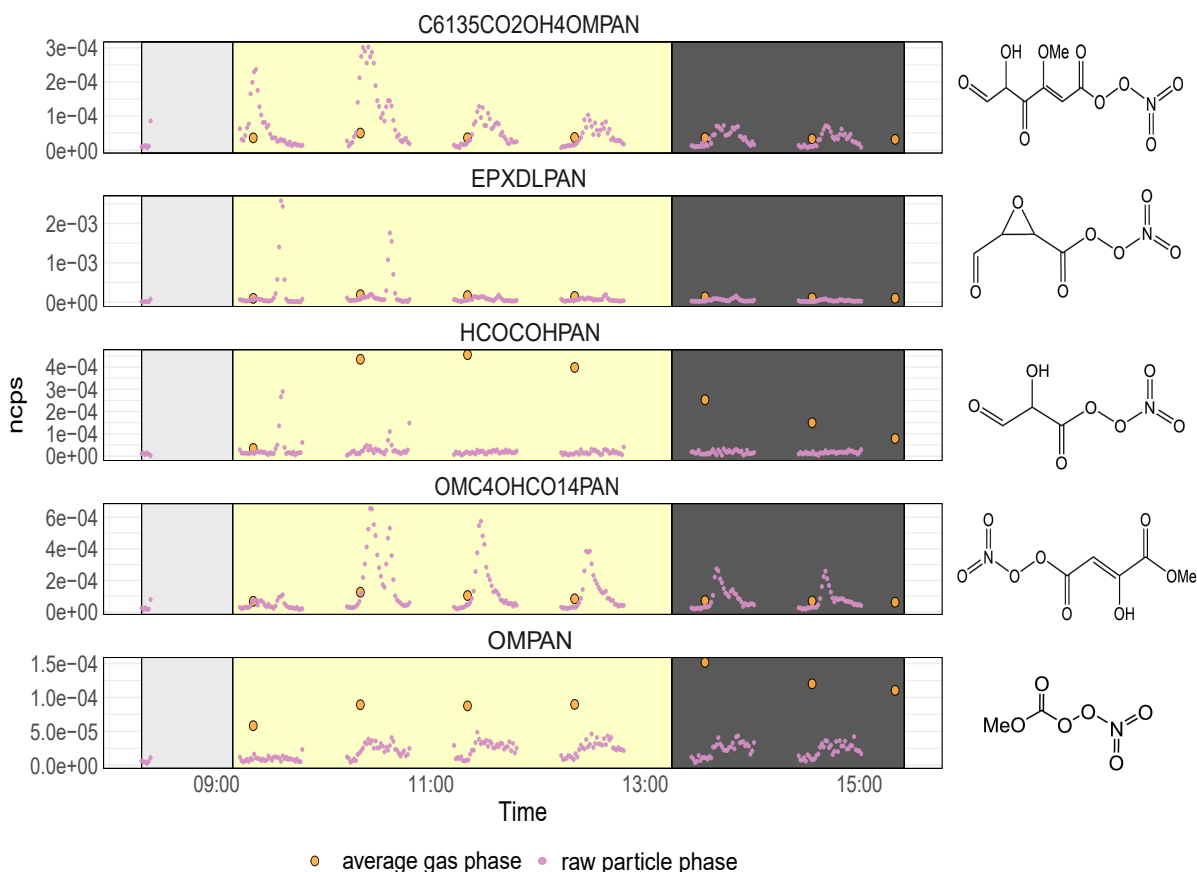 C6135CO2OH4OMPAN
3e−04
2e−04
1e−04
0e+00
OH OMe O
O O N O
O O O
EPXDLPAN
2e−03
1e−03
0e+00
O O
O N
O O
O O
HCOCOHPAN
4e−04
3e−04
2e−04
1e−04
0e+00
OH O
O O N
O O
O
OMC4OHCO14PAN
6e−04
4e−04
2e−04
0e+00
O O
N O
O O OMe
O OH
OMPAN
1.5e−04
1.0e−04
5.0e−05
0.0e+00
O
O O
MeO O N
O
ncps
09:00 11:00 13:00 15:00
Time
average gas phase raw particle phase